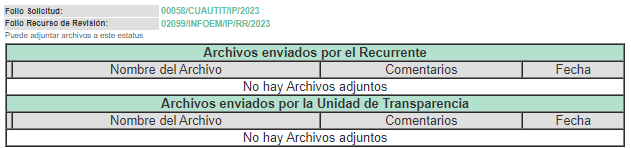 Folio Solicitud: 00058/CUAUTIT/IP/2023
Folio Recurso de Revisión: 02099/INFOEM/IP/RR/2023
Puede adjuntar archivos a este estatus
Archivos enviados por el Recurrente
Nombre del Archivo Comentarios Fecha
No hay Archivos adjuntos
Archivos enviados por la Unidad de Transparencia
Nombre del Archivo Comentarios Fecha
No hay Archivos adjuntos